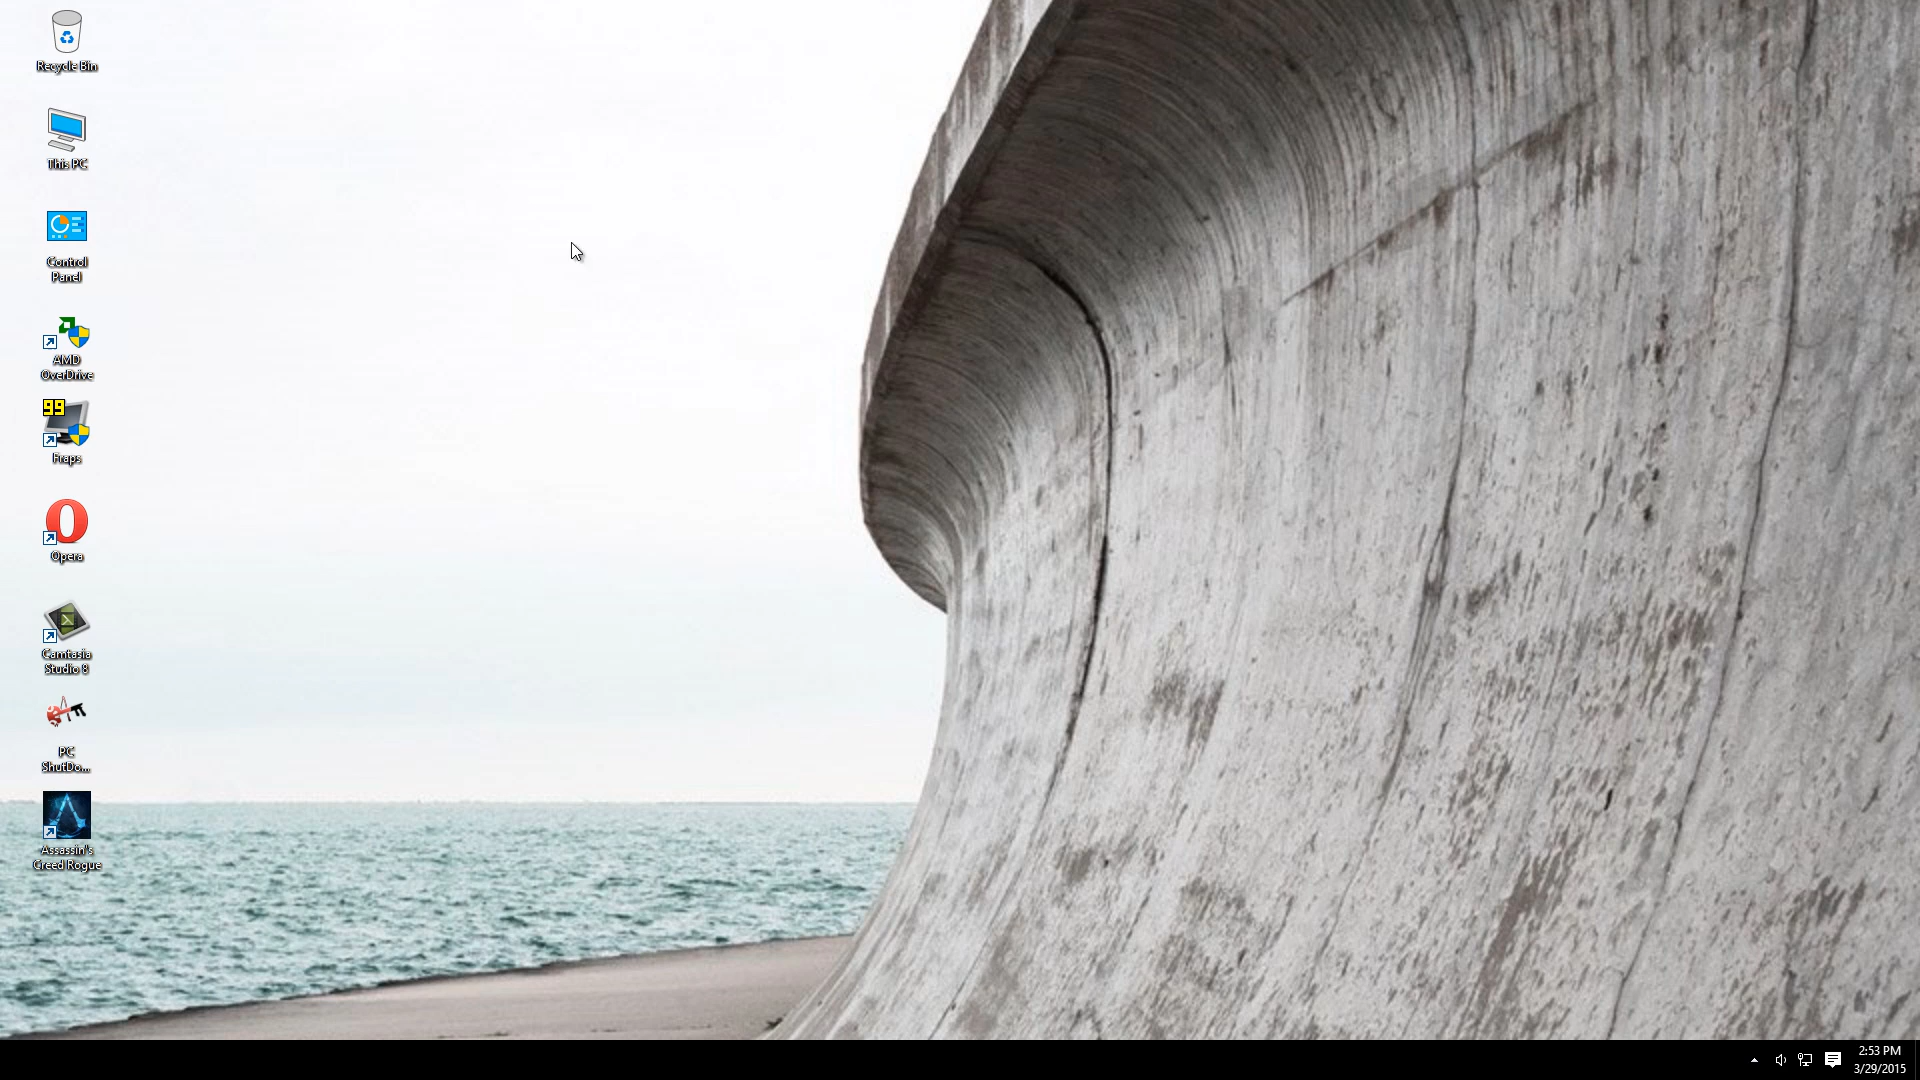 Recycle Bin
This PC
Control
Panel
AMD
OverDrive
99
Fraps
Opera
Camtasia
Studio 8
PC
ShutDo...
Assassin's
Creed Rogue
2:53 PM
3/29/2015